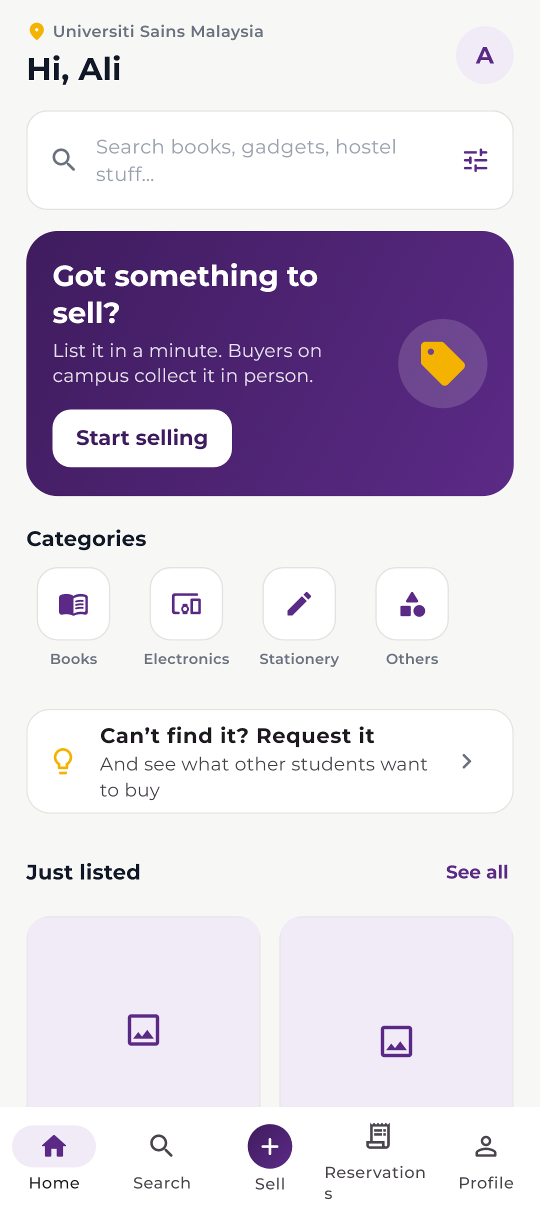 Universiti Sains Malaysia
Hi, Ali
A
Search books, gadgets, hostel
stuff...
Got something to
sell?
List it in a minute. Buyers on
campus collect it in person.
Start selling
Categories
Books
Electronics
Stationery
Others
Can’t find it? Request it
And see what other students want
to buy
Just listed
See all
Home
Search
Sell
Reservation
s
Profile